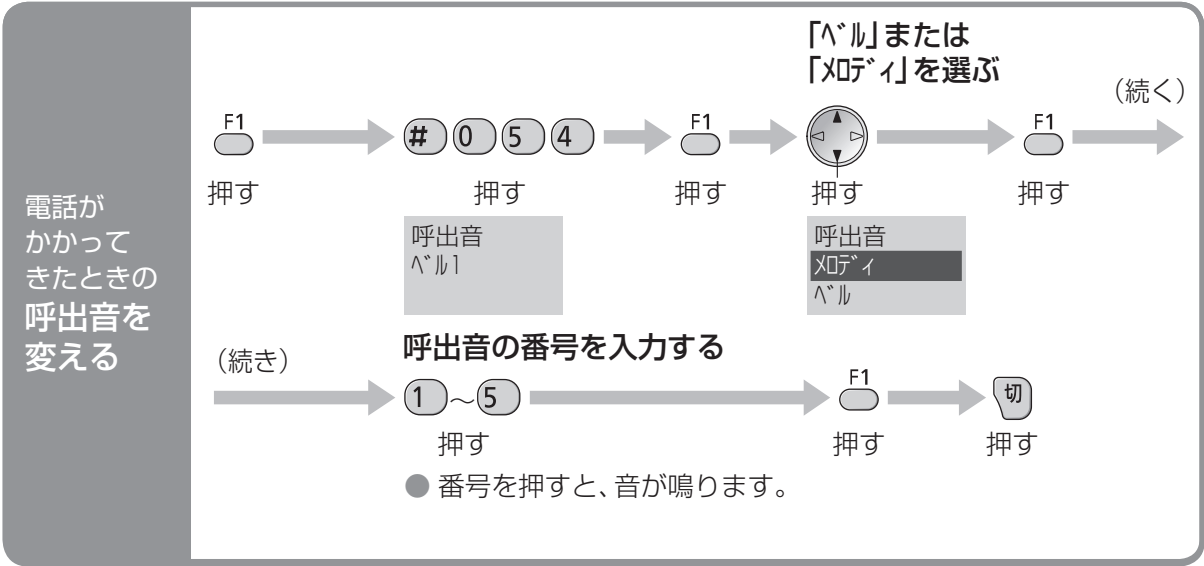 電話が
かかって
きたときの
呼出音を
変える
「ﾍﾞﾙ」または
「ﾒﾛﾃﾞｨ」を選ぶ
(続く)
F1
# 0 5 4
F1
F1
押す
押す
押す
押す
押す
呼出音
ﾍﾞﾙ1
呼出音
ﾒﾛﾃﾞｨ
ﾍﾞﾙ
(続き)
呼出音の番号を入力する
1～5
F1
切
押す
押す
押す
● 番号を押すと、音が鳴ります。